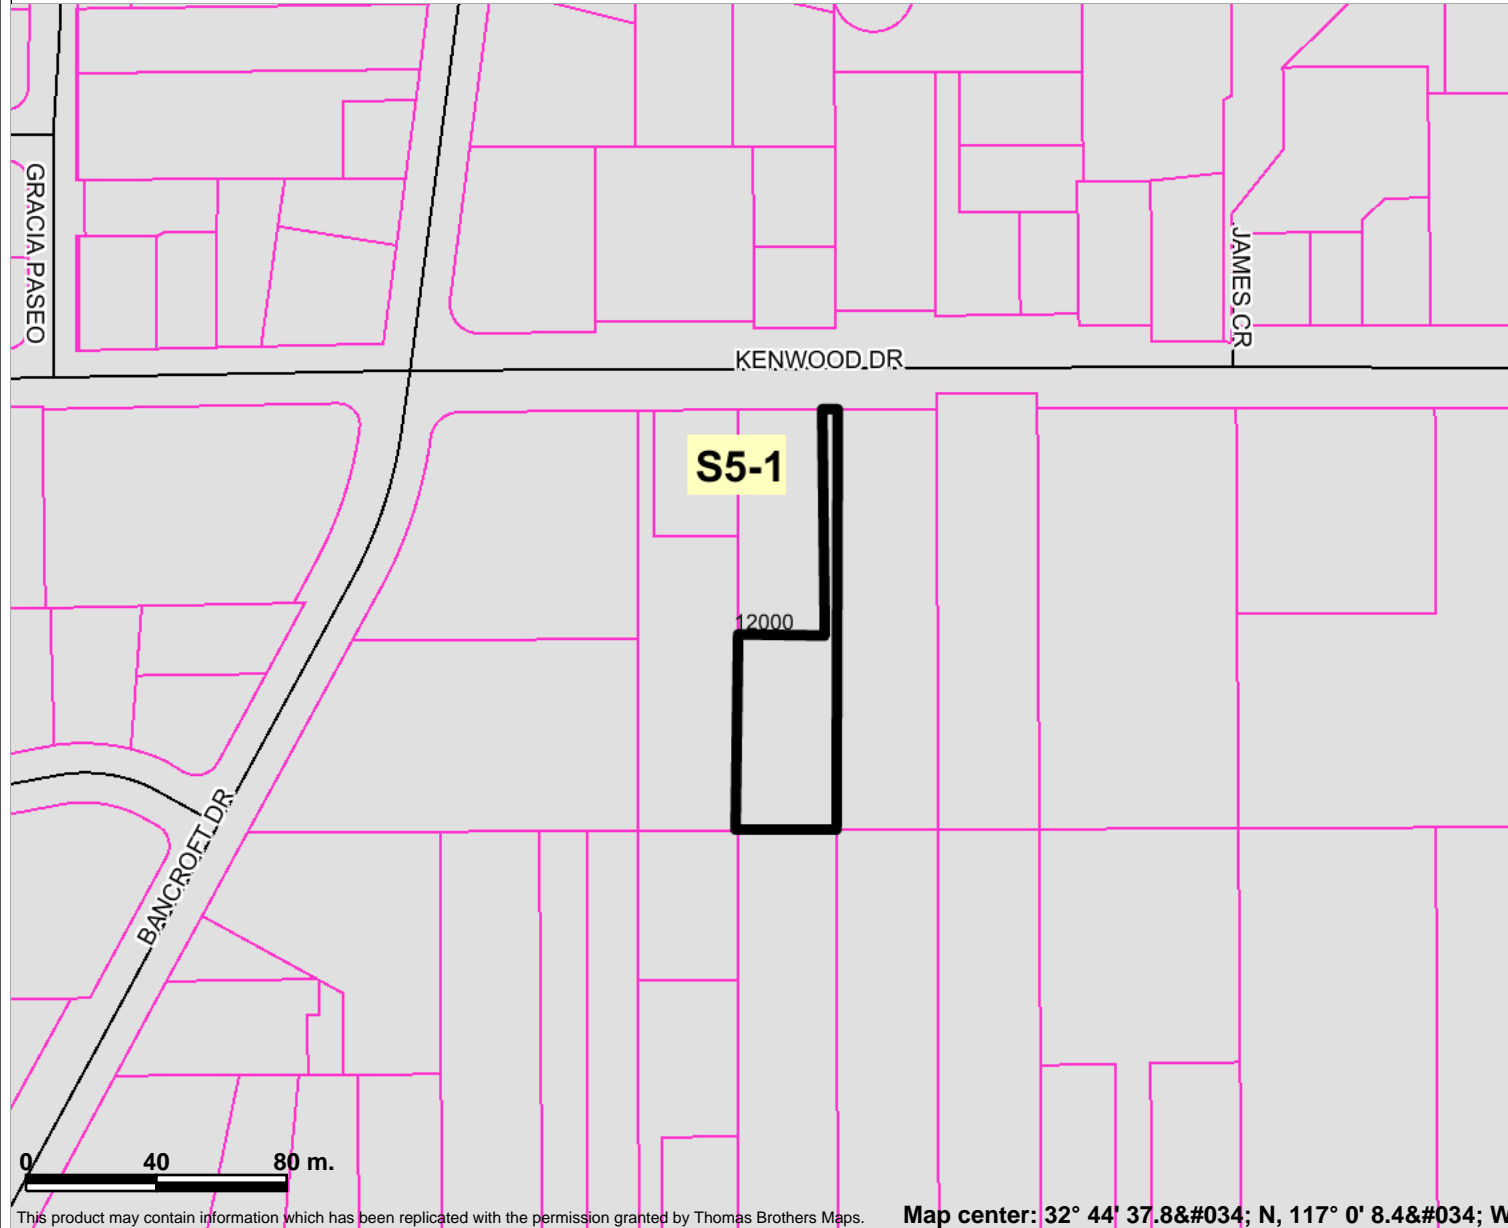 GRACIA PASEO
JAMES CR
KENWOOD DR
S5-1
12000
BANCROFT DR
0 40 80 m.
This product may contain information which has been replicated with the permission granted by Thomas Brothers Maps.
Map center: 32° 44' 37.8&#034; N, 117° 0' 8.4&#034; W